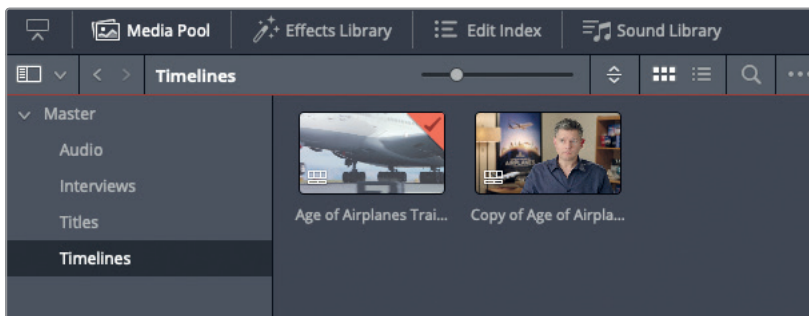 Media Pool Effects Library Edit Index Sound Library
Timelines
Master
Audio
Interviews
Titles
Timelines
Age of Airplanes Trai... Copy of Age of Airpla...